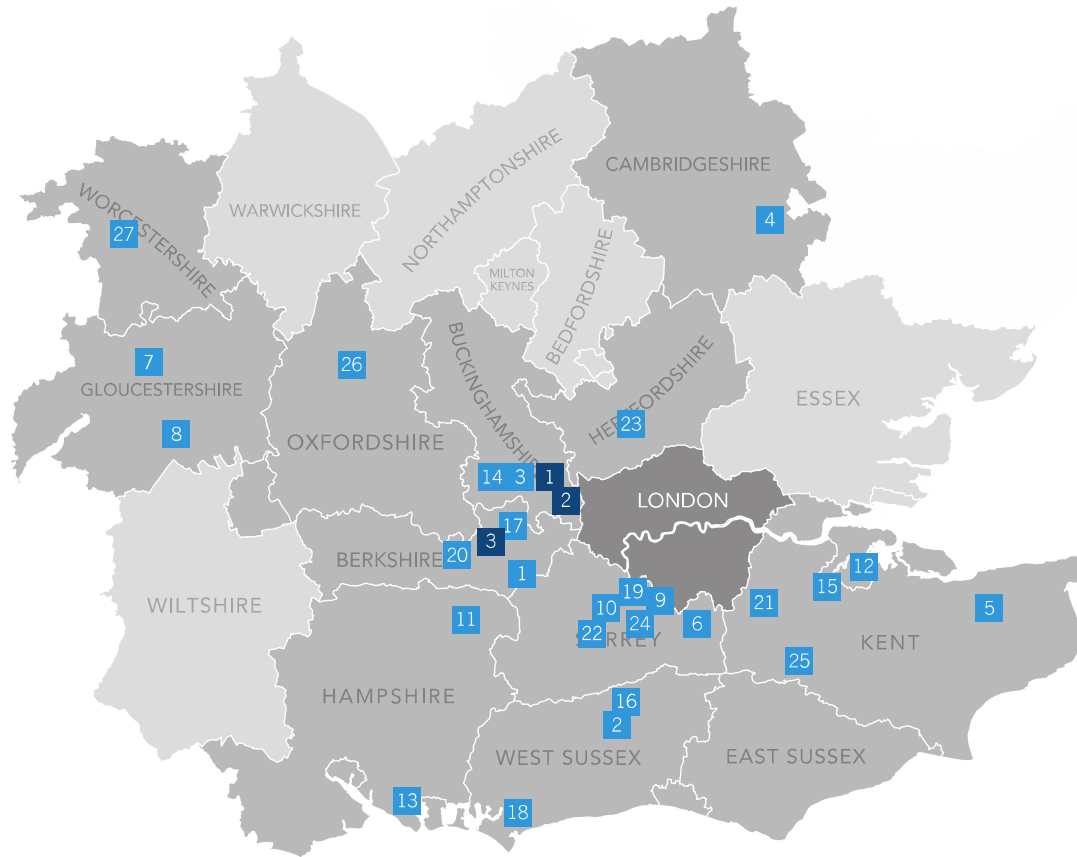 CAMBRIDGESHIRE
NORTHAMPTONSHIRE
WORCESTERSHIRE
WARWICKSHIRE
4
27
MILTON
KEYNES
BEDFORDSHIRE
BUCKINGHAMSHIRE
HERTFORDSHIRE
7
26
GLOUCESTERSHIRE
ESSEX
23
8
OXFORDSHIRE
14
3
1
2
LONDON
17
3
20
BERKSHIRE
1
12
15
WILTSHIRE
19
10
9
21
5
11
22
24
6
SURREY
KENT
25
HAMPSHIRE
16
2
WEST SUSSEX
EAST SUSSEX
13
18